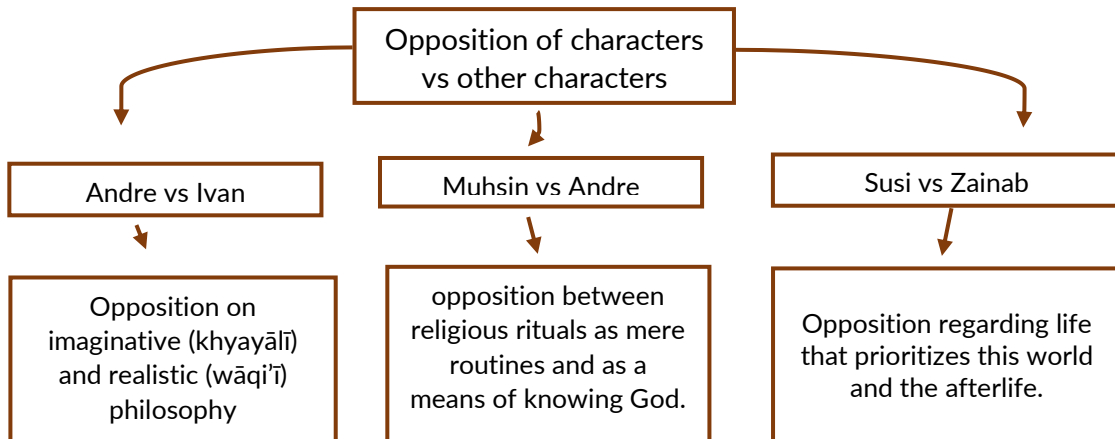 Opposition of characters
vs other characters
Andre vs Ivan
Muhsin vs Andre
Susi vs Zainab
Opposition on
imaginative (khyayālī)
and realistic (wāqi’ī)
philosophy
opposition between
religious rituals as mere
routines and as a
means of knowing God.
Opposition regarding life
that prioritizes this world
and the afterlife.